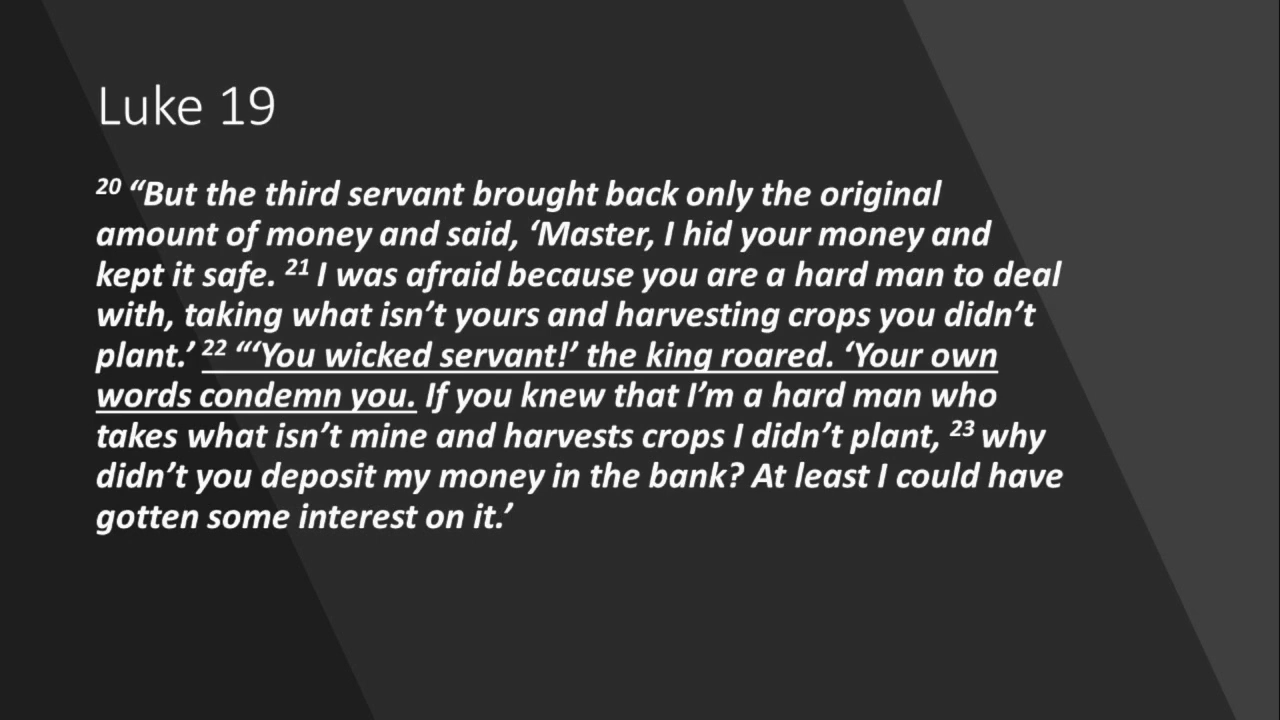 Luke 19
20 “But the third servant brought back only the original
amount of money and said, ‘Master, I hid your money and
kept it safe. 21 I was afraid because you are a hard man to deal
with, taking what isn’t yours and harvesting crops you didn’t
plant.’ 22 “‘You wicked servant!’ the king roared. ‘Your own
words condemn you. If you knew that I’m a hard man who
takes what isn’t mine and harvests crops I didn’t plant, 23 why
didn’t you deposit my money in the bank? At least I could have
gotten some interest on it.’